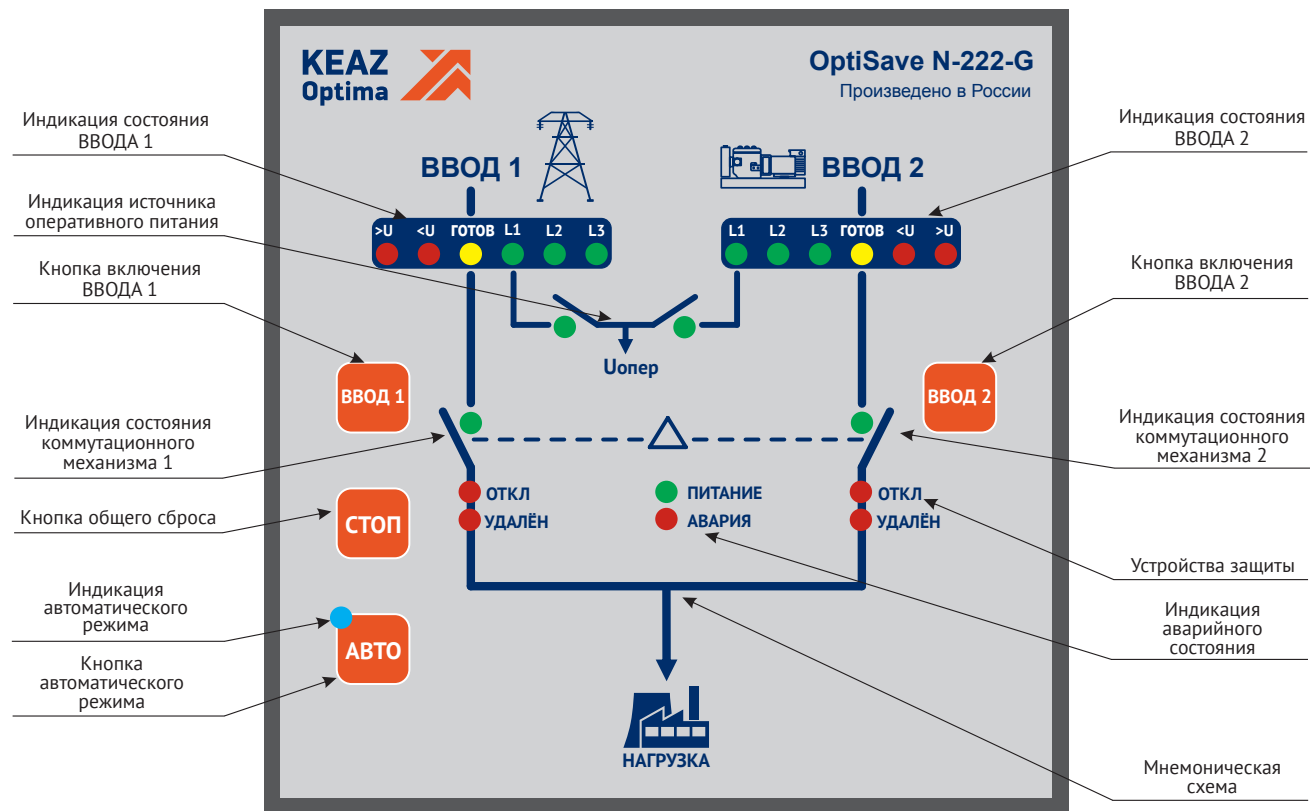 KEAZ
Optima
OptiSave N-222-G
Произведено в России
Индикация состояния
ВВОДА 1
Индикация источника
оперативного питания
Кнопка включения
ВВОДА 1
Индикация состояния
коммутационного
механизма 1
Кнопка общего сброса
Индикация
автоматического
режима
Кнопка
автоматического
режима
ВВОД 1
ВВОД 2
>U <U ГОТОВ L1 L2 L3
L1 L2 L3 ГОТОВ <U >U
Uопер
ВВОД 1
ВВОД 2
ОТКЛ
УДАЛЁН
ПИТАНИЕ
АВАРИЯ
ОТКЛ
УДАЛЁН
СТОП
АВТО
НАГРУЗКА
Индикация состояния
ВВОДА 2
Кнопка включения
ВВОДА 2
Индикация состояния
коммутационного
механизма 2
Устройства защиты
Индикация
аварийного
состояния
Мнемоническая
схема